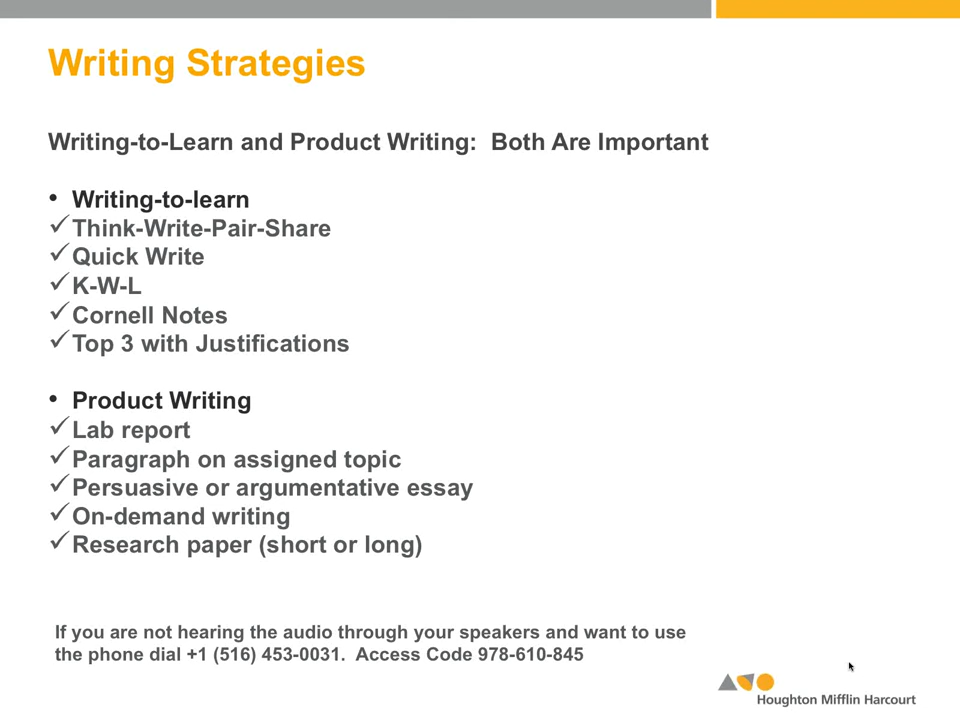 Writing Strategies
Writing-to-Learn and Product Writing:  Both Are Important
• Writing-to-learn
✓Think-Write-Pair-Share
✓Quick Write
✓K-W-L
✓Cornell Notes
✓Top 3 with Justifications
• Product Writing
✓Lab report
✓Paragraph on assigned topic
✓Persuasive or argumentative essay
✓On-demand writing
✓Research paper (short or long)
If you are not hearing the audio through your speakers and want to use
the phone dial +1 (516) 453-0031.  Access Code 978-610-845
Houghton Mifflin Harcourt